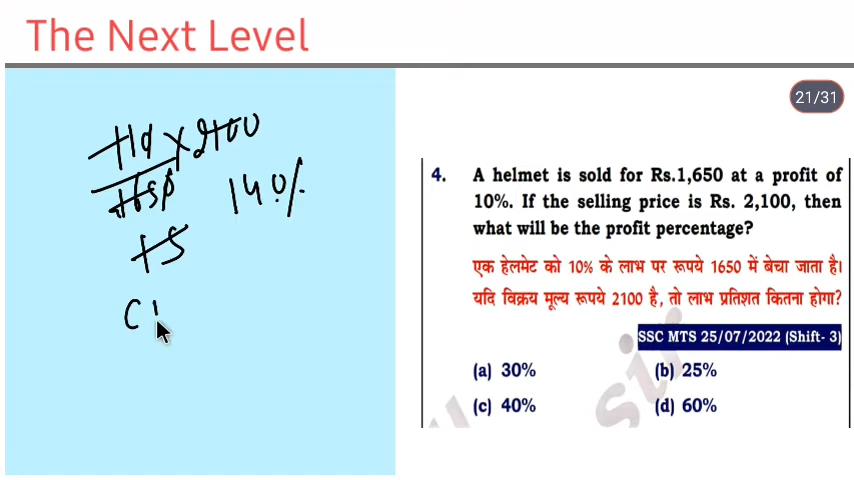 The Next Level
21/31
110 × 2100
1650
140%
15
C
4. A helmet is sold for Rs.1,650 at a profit of
10%. If the selling price is Rs. 2,100, then
what will be the profit percentage?
एक हेलमेट को 10% के लाभ पर रूपये 1650 में बेचा जाता है।
यदि विक्रय मूल्य रूपये 2100 है, तो लाभ प्रतिशत कितना होगा?
SSC MTS 25/07/2022 (Shift- 3)
(a) 30% (b) 25%
(c) 40% (d) 60%
sir